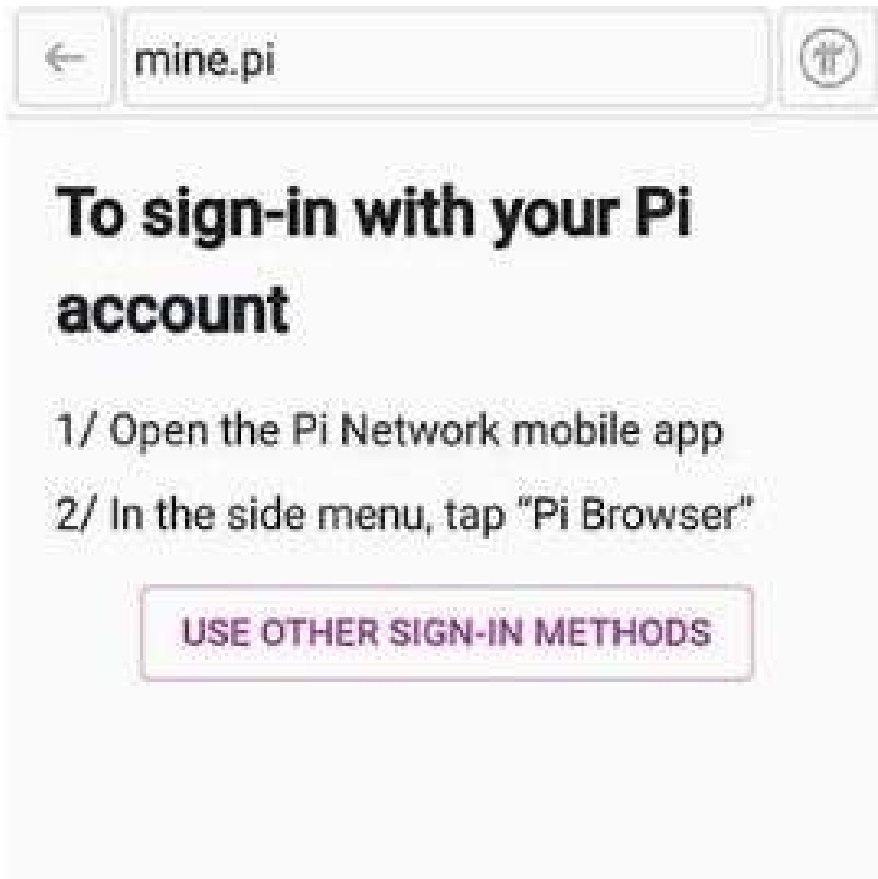 mine.pi
To sign-in with your Pi
account
1/ Open the Pi Network mobile app
2/ In the side menu, tap “Pi Browser”
USE OTHER SIGN-IN METHODS